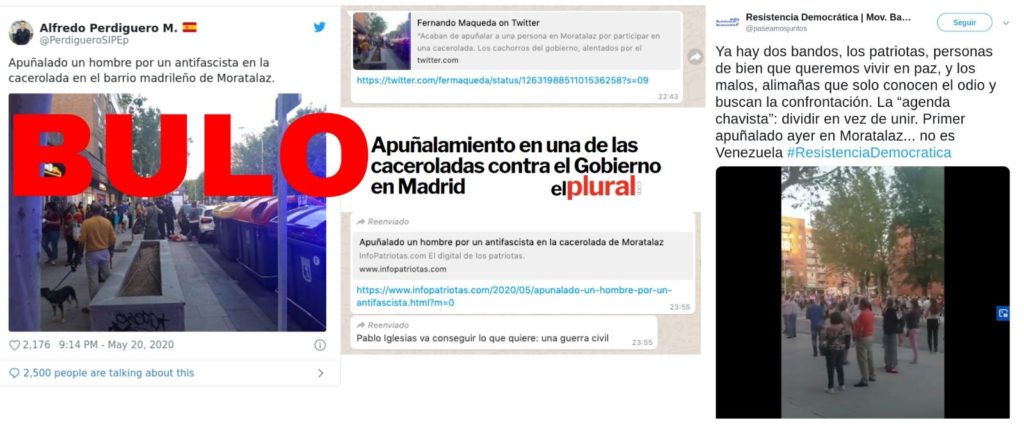 Alfredo Perdiguero M.
@PerdigueroSIPEp
Apuñalado un hombre por un antifascista en la
cacerolada en el barrio madrileño de Moratalaz.
BULO
2,176 9:14 PM - May 20, 2020
2,500 people are talking about this
Fernando Maqueda on Twitter
"Acaban de apuñalar a una persona en Moratalaz por participar en
una cacerolada. Los cachorros del gobierno, alentados por el
twitter.com
https://twitter.com/fermaqueda/status/1263198851101536258?s=09
22:43
Apuñalamiento en una de las
caceroladas contra el Gobierno
en Madrid
elplural.com
Reenviado
Apuñalado un hombre por un antifascista en la cacerolada de Moratalaz
InfoPatriotas.com El digital de los patriotas.
www.infopatriotas.com
https://www.infopatriotas.com/2020/05/apunalado-un-hombre-por-un-
antifascista.html?m=0
23:55
Reenviado
Pablo Iglesias va conseguir lo que quiere: una guerra civil
23:55
Resistencia Democrática | Mov. Ba...
@paseamosjuntos
Seguir
Ya hay dos bandos, los patriotas, personas
de bien que queremos vivir en paz, y los
malos, alimañas que solo conocen el odio y
buscan la confrontación. La “agenda
chavista”: dividir en vez de unir. Primer
apuñalado ayer en Moratalaz... no es
Venezuela #ResistenciaDemocratica